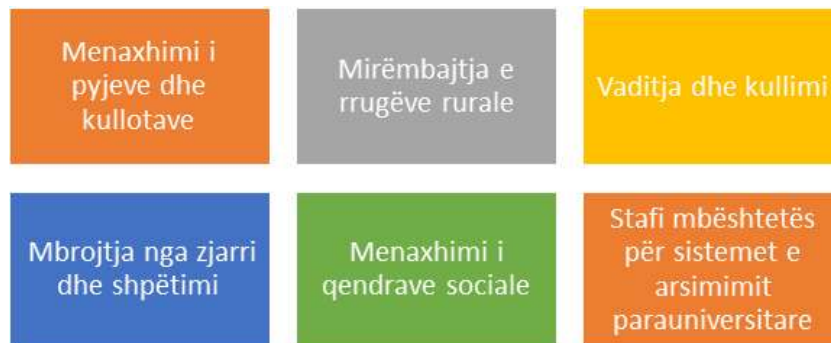 Menaxhimi i
pyjeve dhe
kullotave
Mirëmbajtja e
rrugëve rurale
Vaditja dhe kullimi
Mbrojtja nga zjarri
dhe shpëtimi
Menaxhimi i
qendrave sociale
Stafi mbështetës
për sistemet e
arsimimit
parauniversitare